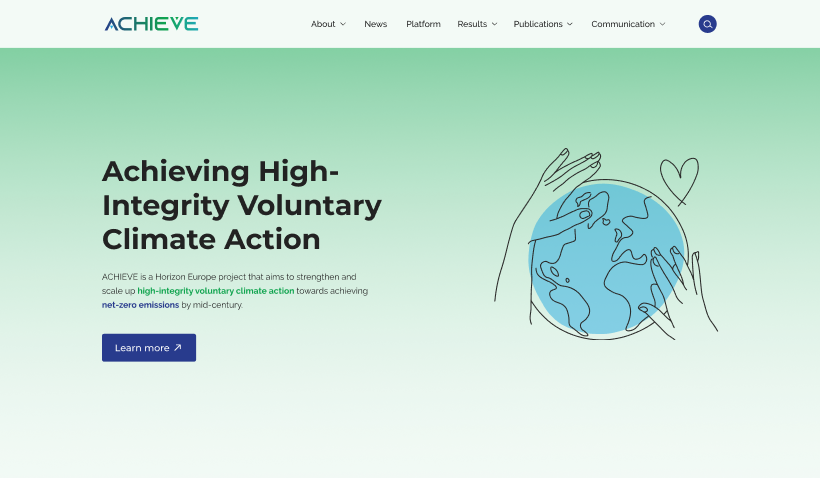 ACHIEVE
About
News
Platform
Results
Publications
Communication
Achieving High-
Integrity Voluntary
Climate Action
ACHIEVE is a Horizon Europe project that aims to strengthen and
scale up high-integrity voluntary climate action towards achieving
net-zero emissions by mid-century.
Learn more